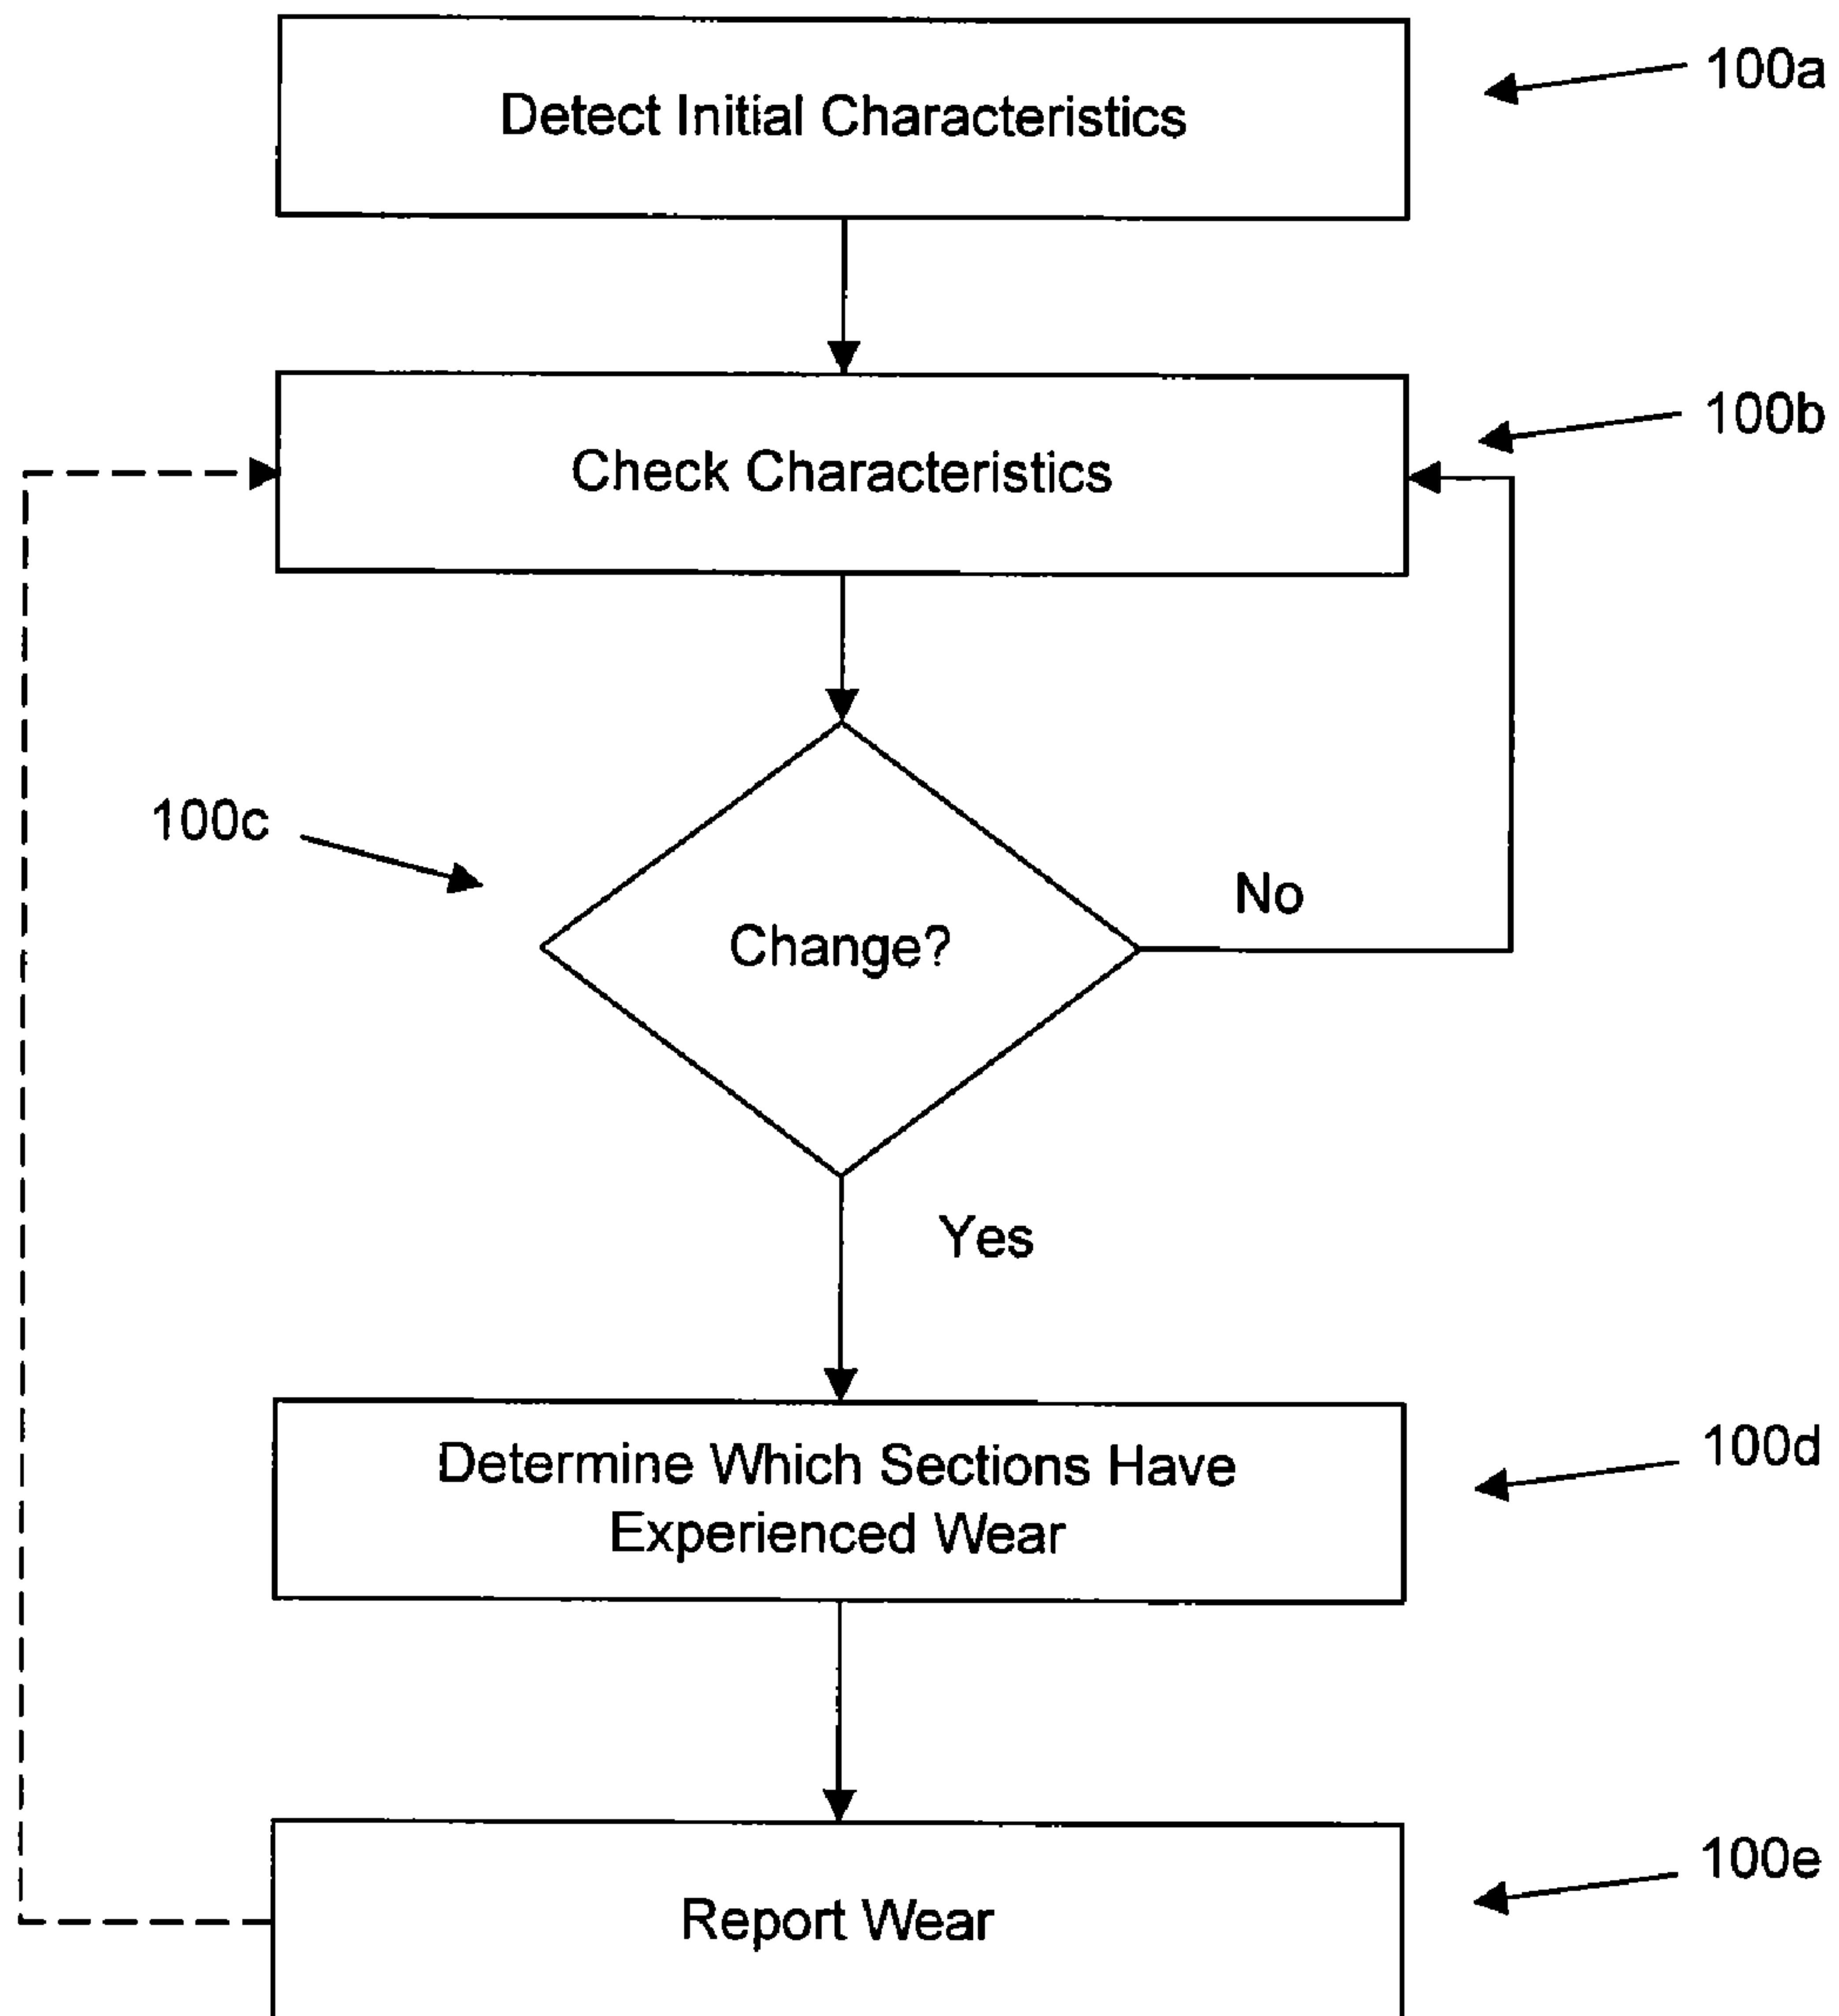 Detect Initial Characteristics
100a
Check Characteristics
100b
100c
Change?
No
Yes
Determine Which Sections Have
Experienced Wear
100d
Report Wear
100e